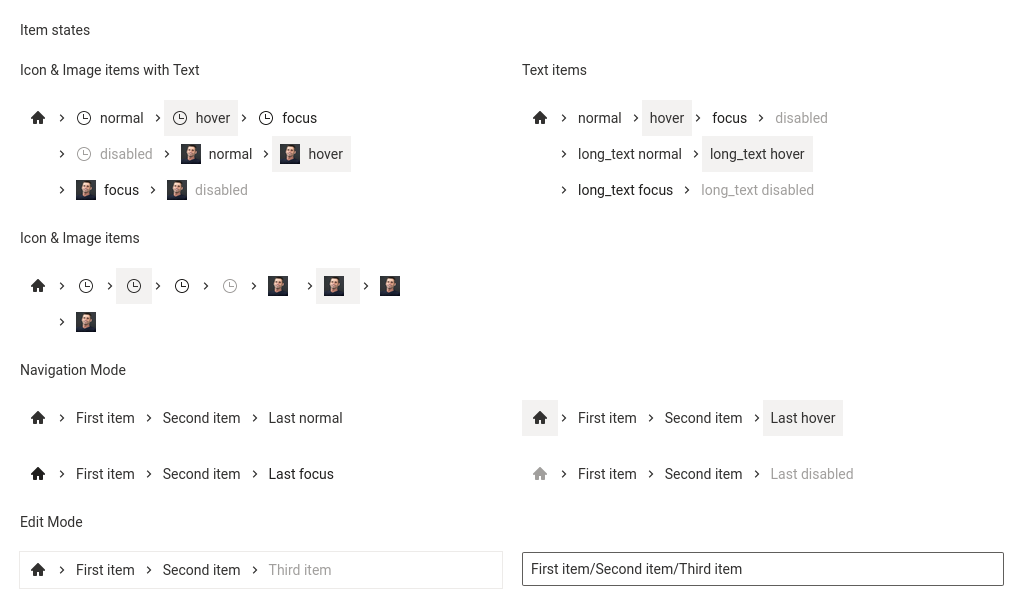 Item states
Icon & Image items with Text
normal hover focus
disabled normal hover
focus disabled
Text items
normal hover focus disabled
long_text normal long_text hover
long_text focus long_text disabled
Icon & Image items
Navigation Mode
First item Second item Last normal
First item Second item Last hover
First item Second item Last focus
First item Second item Last disabled
Edit Mode
First item Second item Third item
First item/Second item/Third item